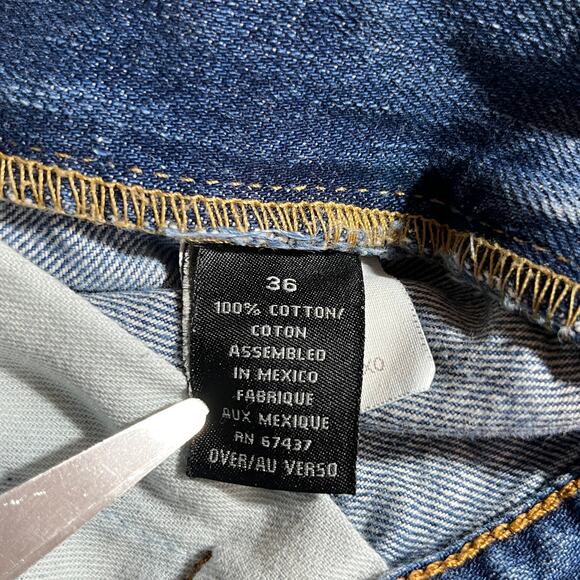 36
100% COTTON/
COTON
ASSEMBLED
IN MEXICO
FABRIQUE
AUX MEXIQUE
RN 67437
OVER/AU VERSO